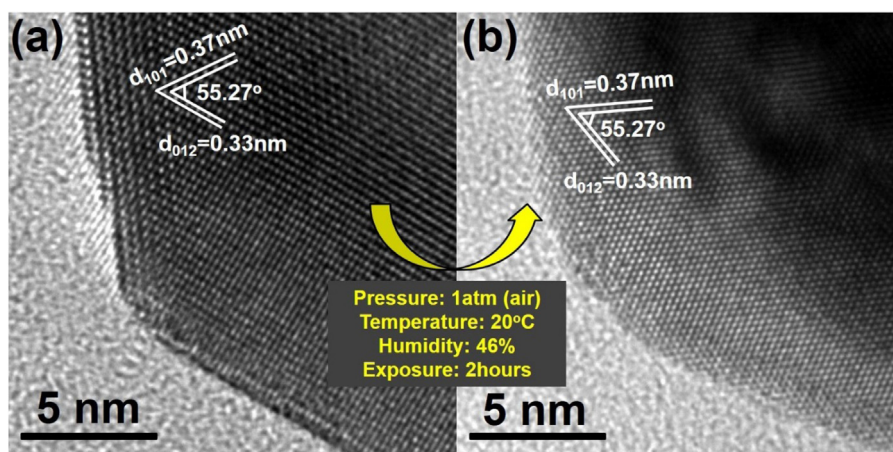 (a)
d₁₀₁=0.37nm
55.27°
d₀₁₂=0.33nm
5 nm
(b)
d₁₀₁=0.37nm
55.27°
d₀₁₂=0.33nm
5 nm
Pressure: 1atm (air)
Temperature: 20°C
Humidity: 46%
Exposure: 2hours